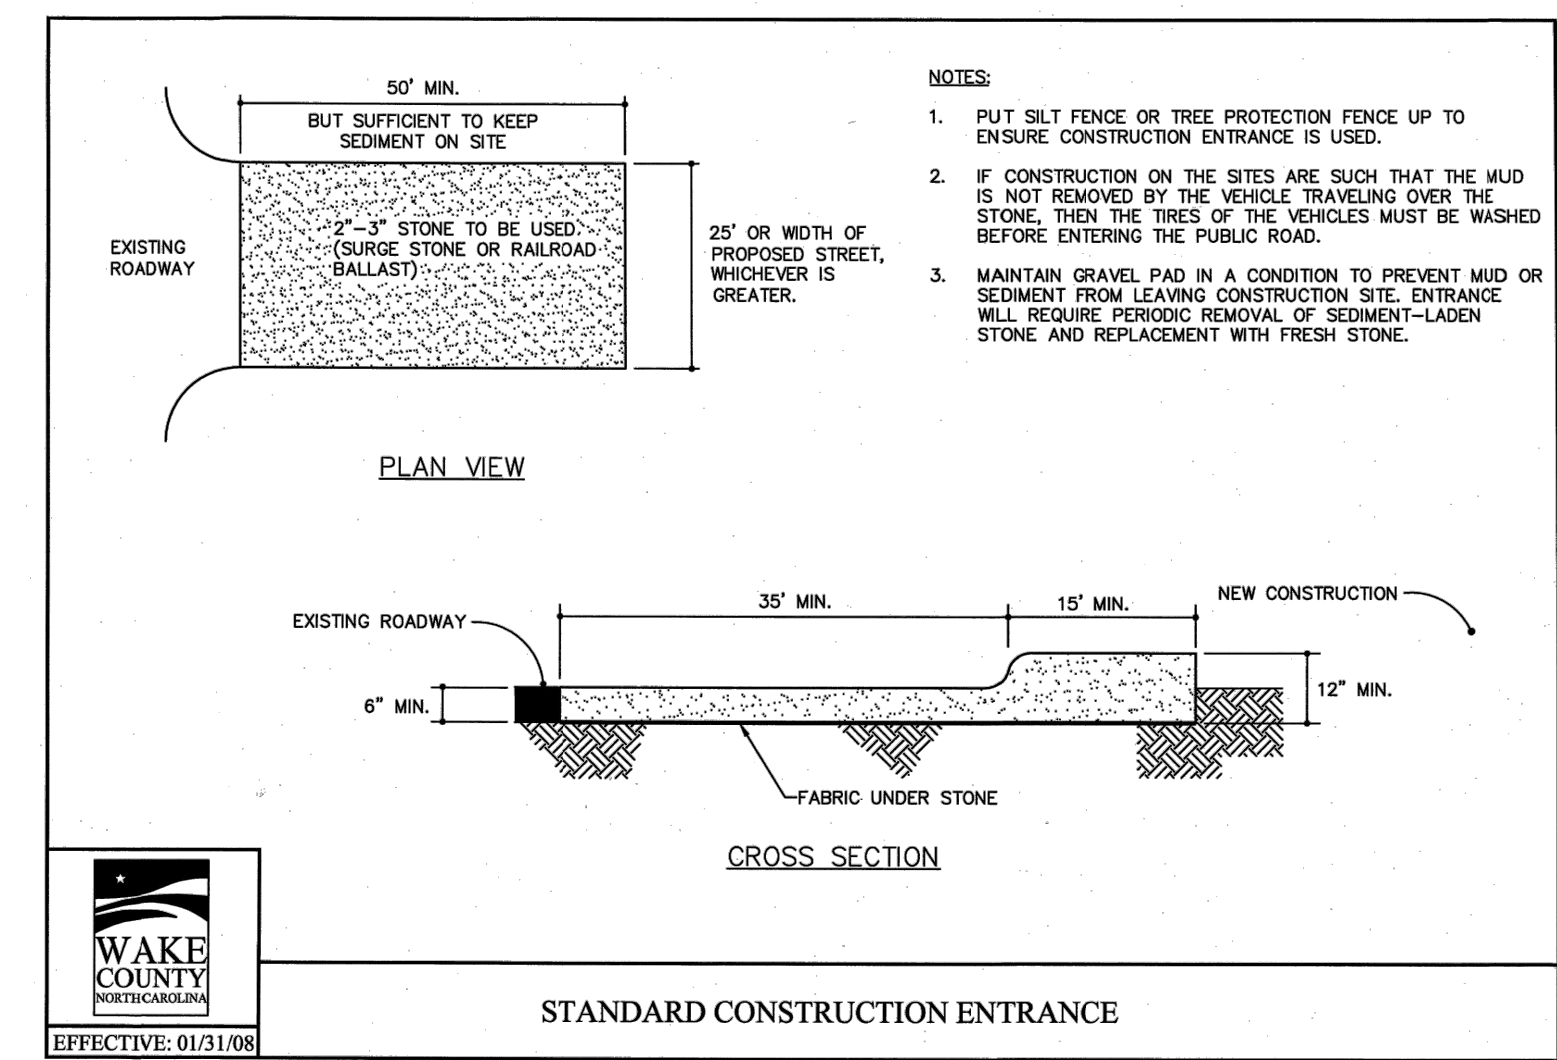 50' MIN.
BUT SUFFICIENT TO KEEP
SEDIMENT ON SITE
2"-3" STONE TO BE USED.
(SURGE STONE OR RAILROAD
BALLAST)
EXISTING
ROADWAY
25' OR WIDTH OF
PROPOSED STREET,
WHICHEVER IS
GREATER.
PLAN VIEW
NOTES:
1. PUT SILT FENCE OR TREE PROTECTION FENCE UP TO
ENSURE CONSTRUCTION ENTRANCE IS USED.
2. IF CONSTRUCTION ON THE SITES ARE SUCH THAT THE MUD
IS NOT REMOVED BY THE VEHICLE TRAVELING OVER THE
STONE, THEN THE TIRES OF THE VEHICLES MUST BE WASHED
BEFORE ENTERING THE PUBLIC ROAD.
3. MAINTAIN GRAVEL PAD IN A CONDITION TO PREVENT MUD OR
SEDIMENT FROM LEAVING CONSTRUCTION SITE. ENTRANCE
WILL REQUIRE PERIODIC REMOVAL OF SEDIMENT-LADEN
STONE AND REPLACEMENT WITH FRESH STONE.
35' MIN.
15' MIN.
NEW CONSTRUCTION
EXISTING ROADWAY
6" MIN.
12" MIN.
FABRIC UNDER STONE
CROSS SECTION
WAKE
COUNTY
NORTH CAROLINA
EFFECTIVE: 01/31/08
STANDARD CONSTRUCTION ENTRANCE